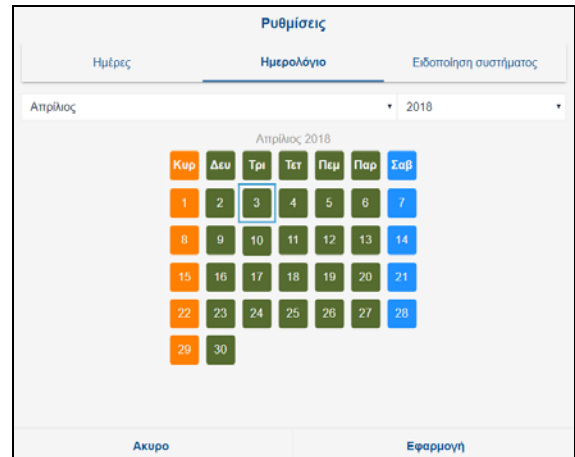 Ρυθμίσεις
Ημέρες Ημερολόγιο Ειδοποίηση συστήματος
Απρίλιος 2018
Απρίλιος 2018
Κυρ Δευ Τρι Τετ Πεμ Παρ Σαβ
1 2 3 4 5 6 7
8 9 10 11 12 13 14
15 16 17 18 19 20 21
22 23 24 25 26 27 28
29 30
Ακυρο Εφαρμογή